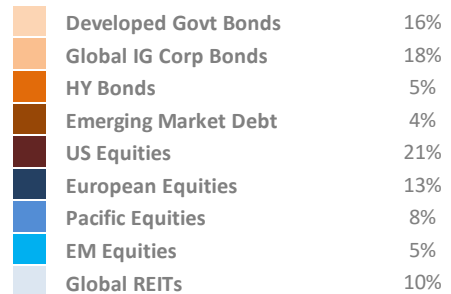 Developed Govt Bonds 16%
Global IG Corp Bonds 18%
HY Bonds 5%
Emerging Market Debt 4%
US Equities 21%
European Equities 13%
Pacific Equities 8%
EM Equities 5%
Global REITs 10%